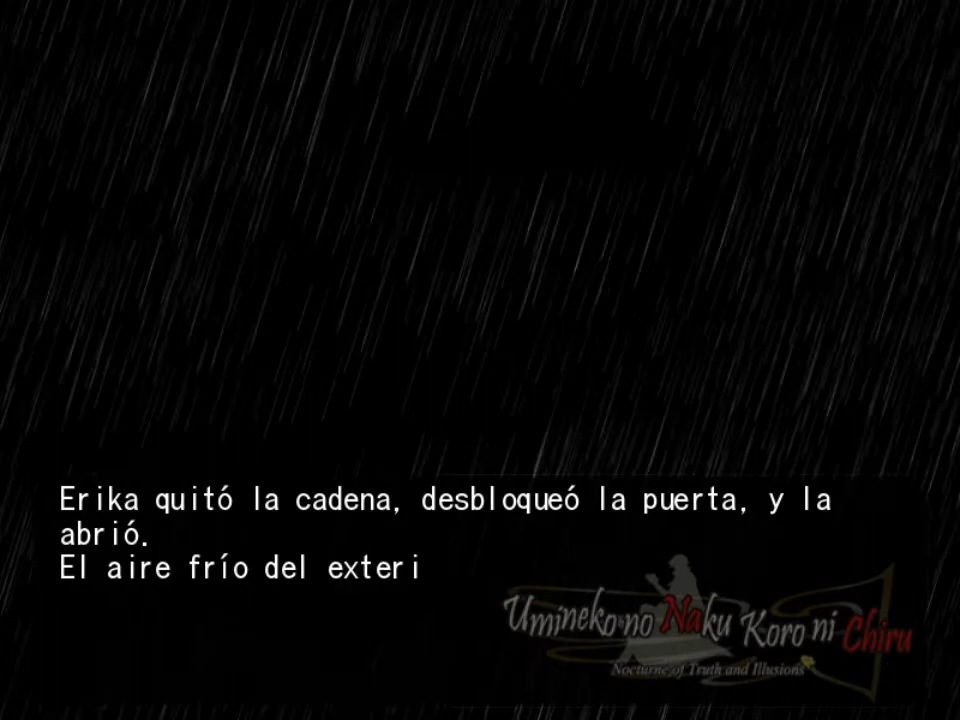 Erika quitó la cadena, desbloqueó la puerta, y la
abrió.
El aire frío del exteri
Umineko no Naku Koro ni Chiru
Nocturne of Truth and Illusions